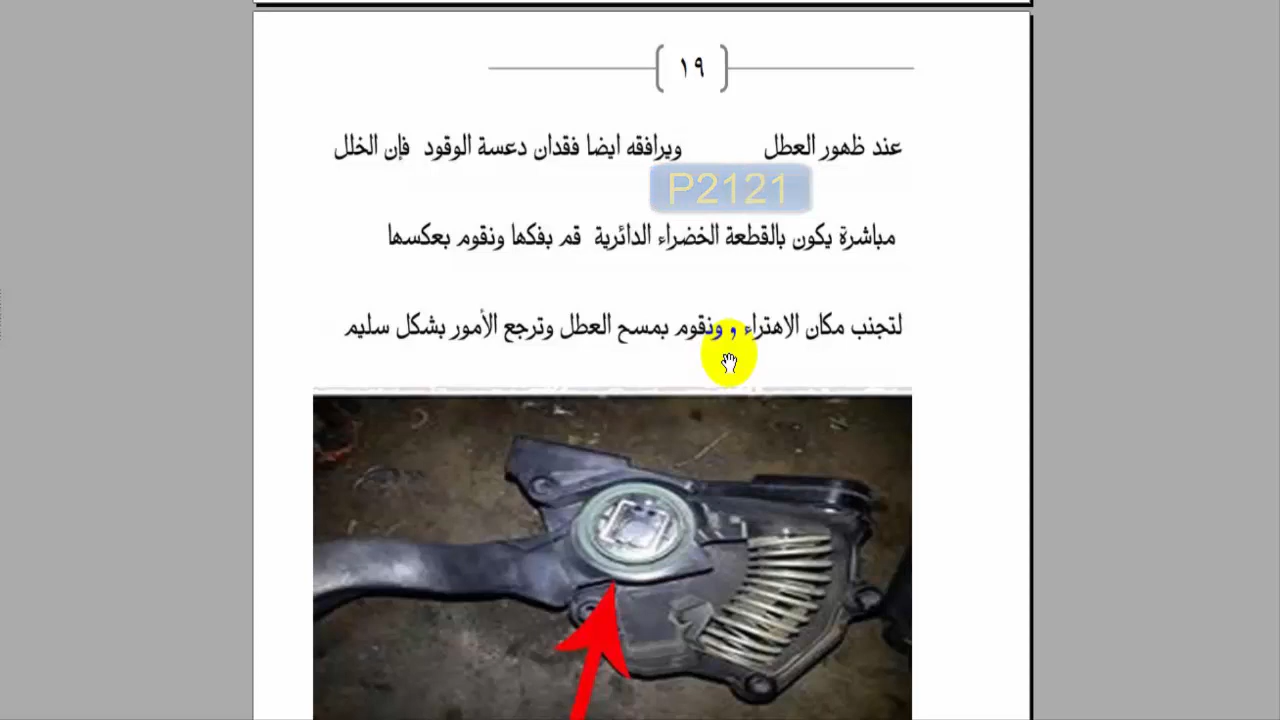 ١٩
عند ظهور العطل ويرافقه ايضا فقدان دعسة الوقود فإن الخلل
P2121
مباشرة يكون بالقطعة الخضراء الدائرية قم بفكها ونقوم بعكسها
لتجنب مكان الاهتراء , ونقوم بمسح العطل وترجع الأمور بشكل سليم